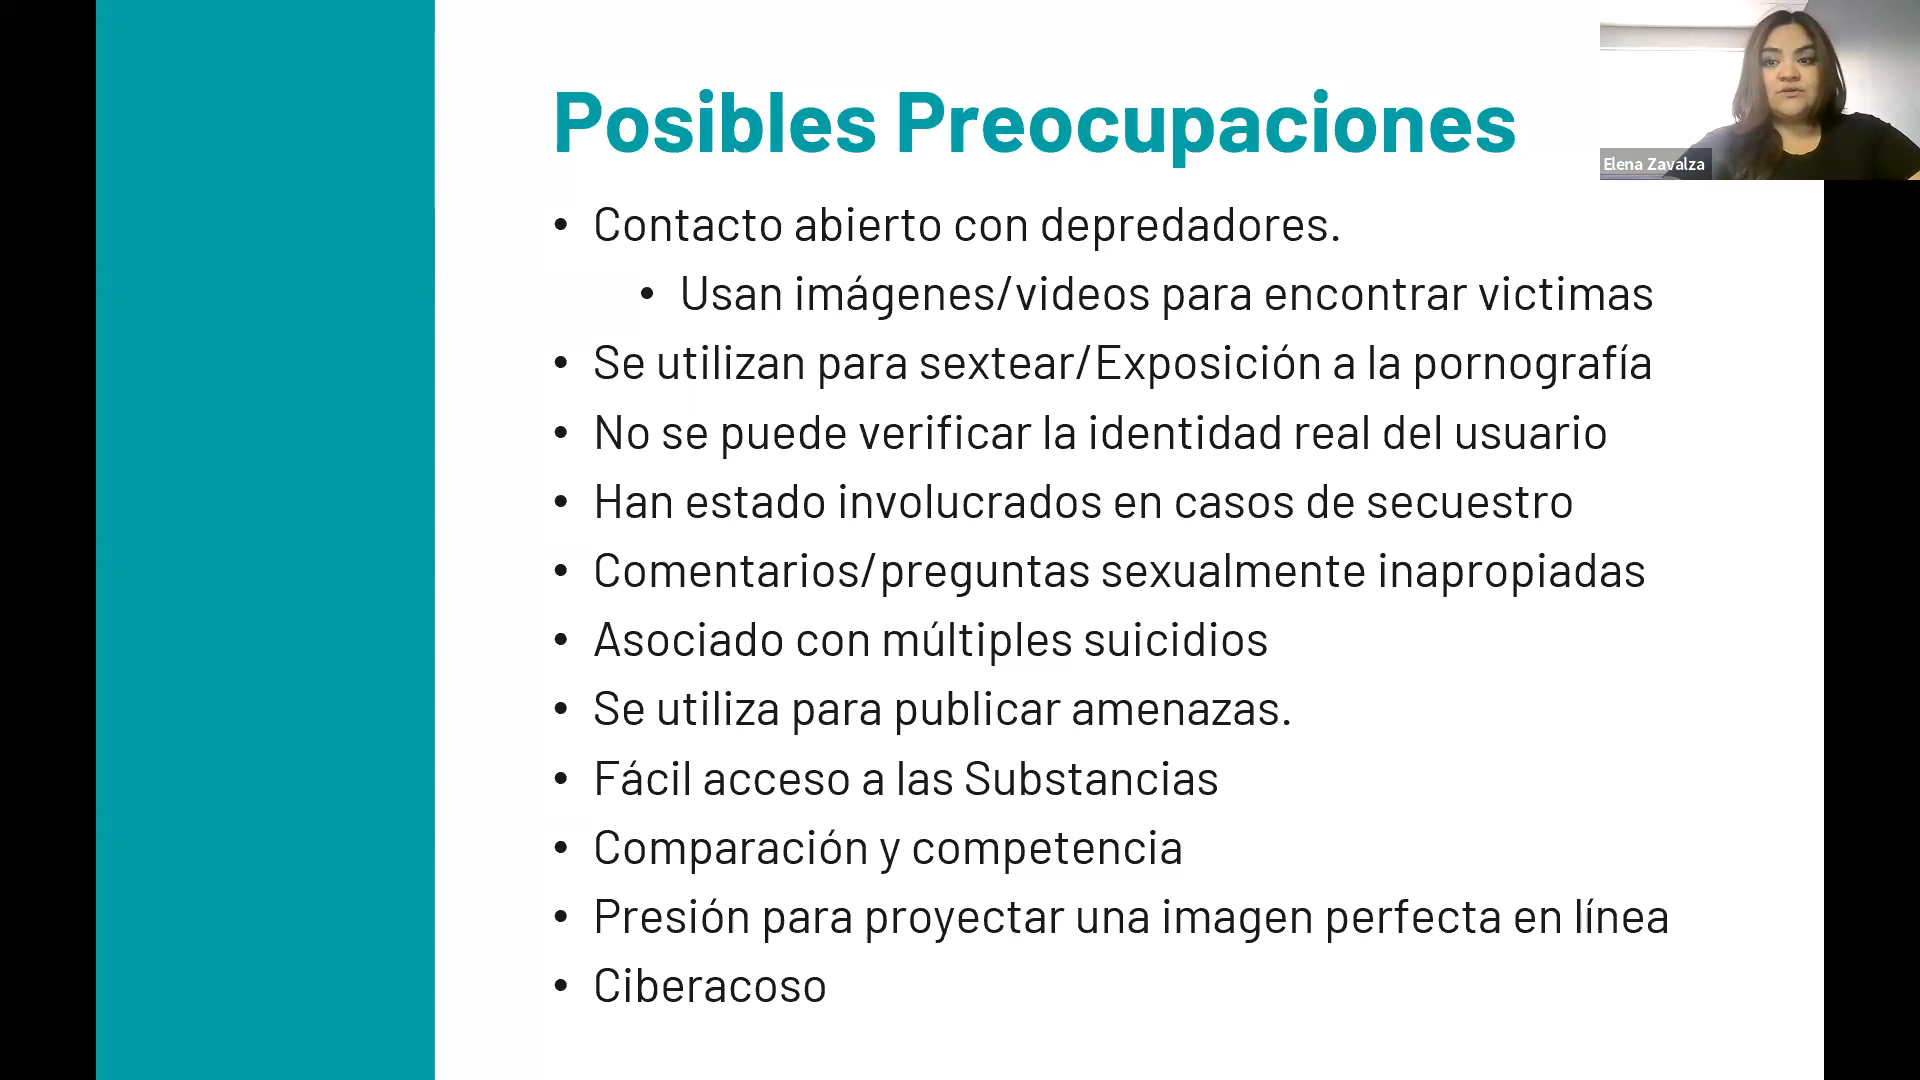 Posibles Preocupaciones
Elena Zavalza
• Contacto abierto con depredadores.
• Usan imágenes/videos para encontrar victimas
• Se utilizan para sextear/Exposición a la pornografía
• No se puede verificar la identidad real del usuario
• Han estado involucrados en casos de secuestro
• Comentarios/preguntas sexualmente inapropiadas
• Asociado con múltiples suicidios
• Se utiliza para publicar amenazas.
• Fácil acceso a las Substancias
• Comparación y competencia
• Presión para proyectar una imagen perfecta en línea
• Ciberacoso